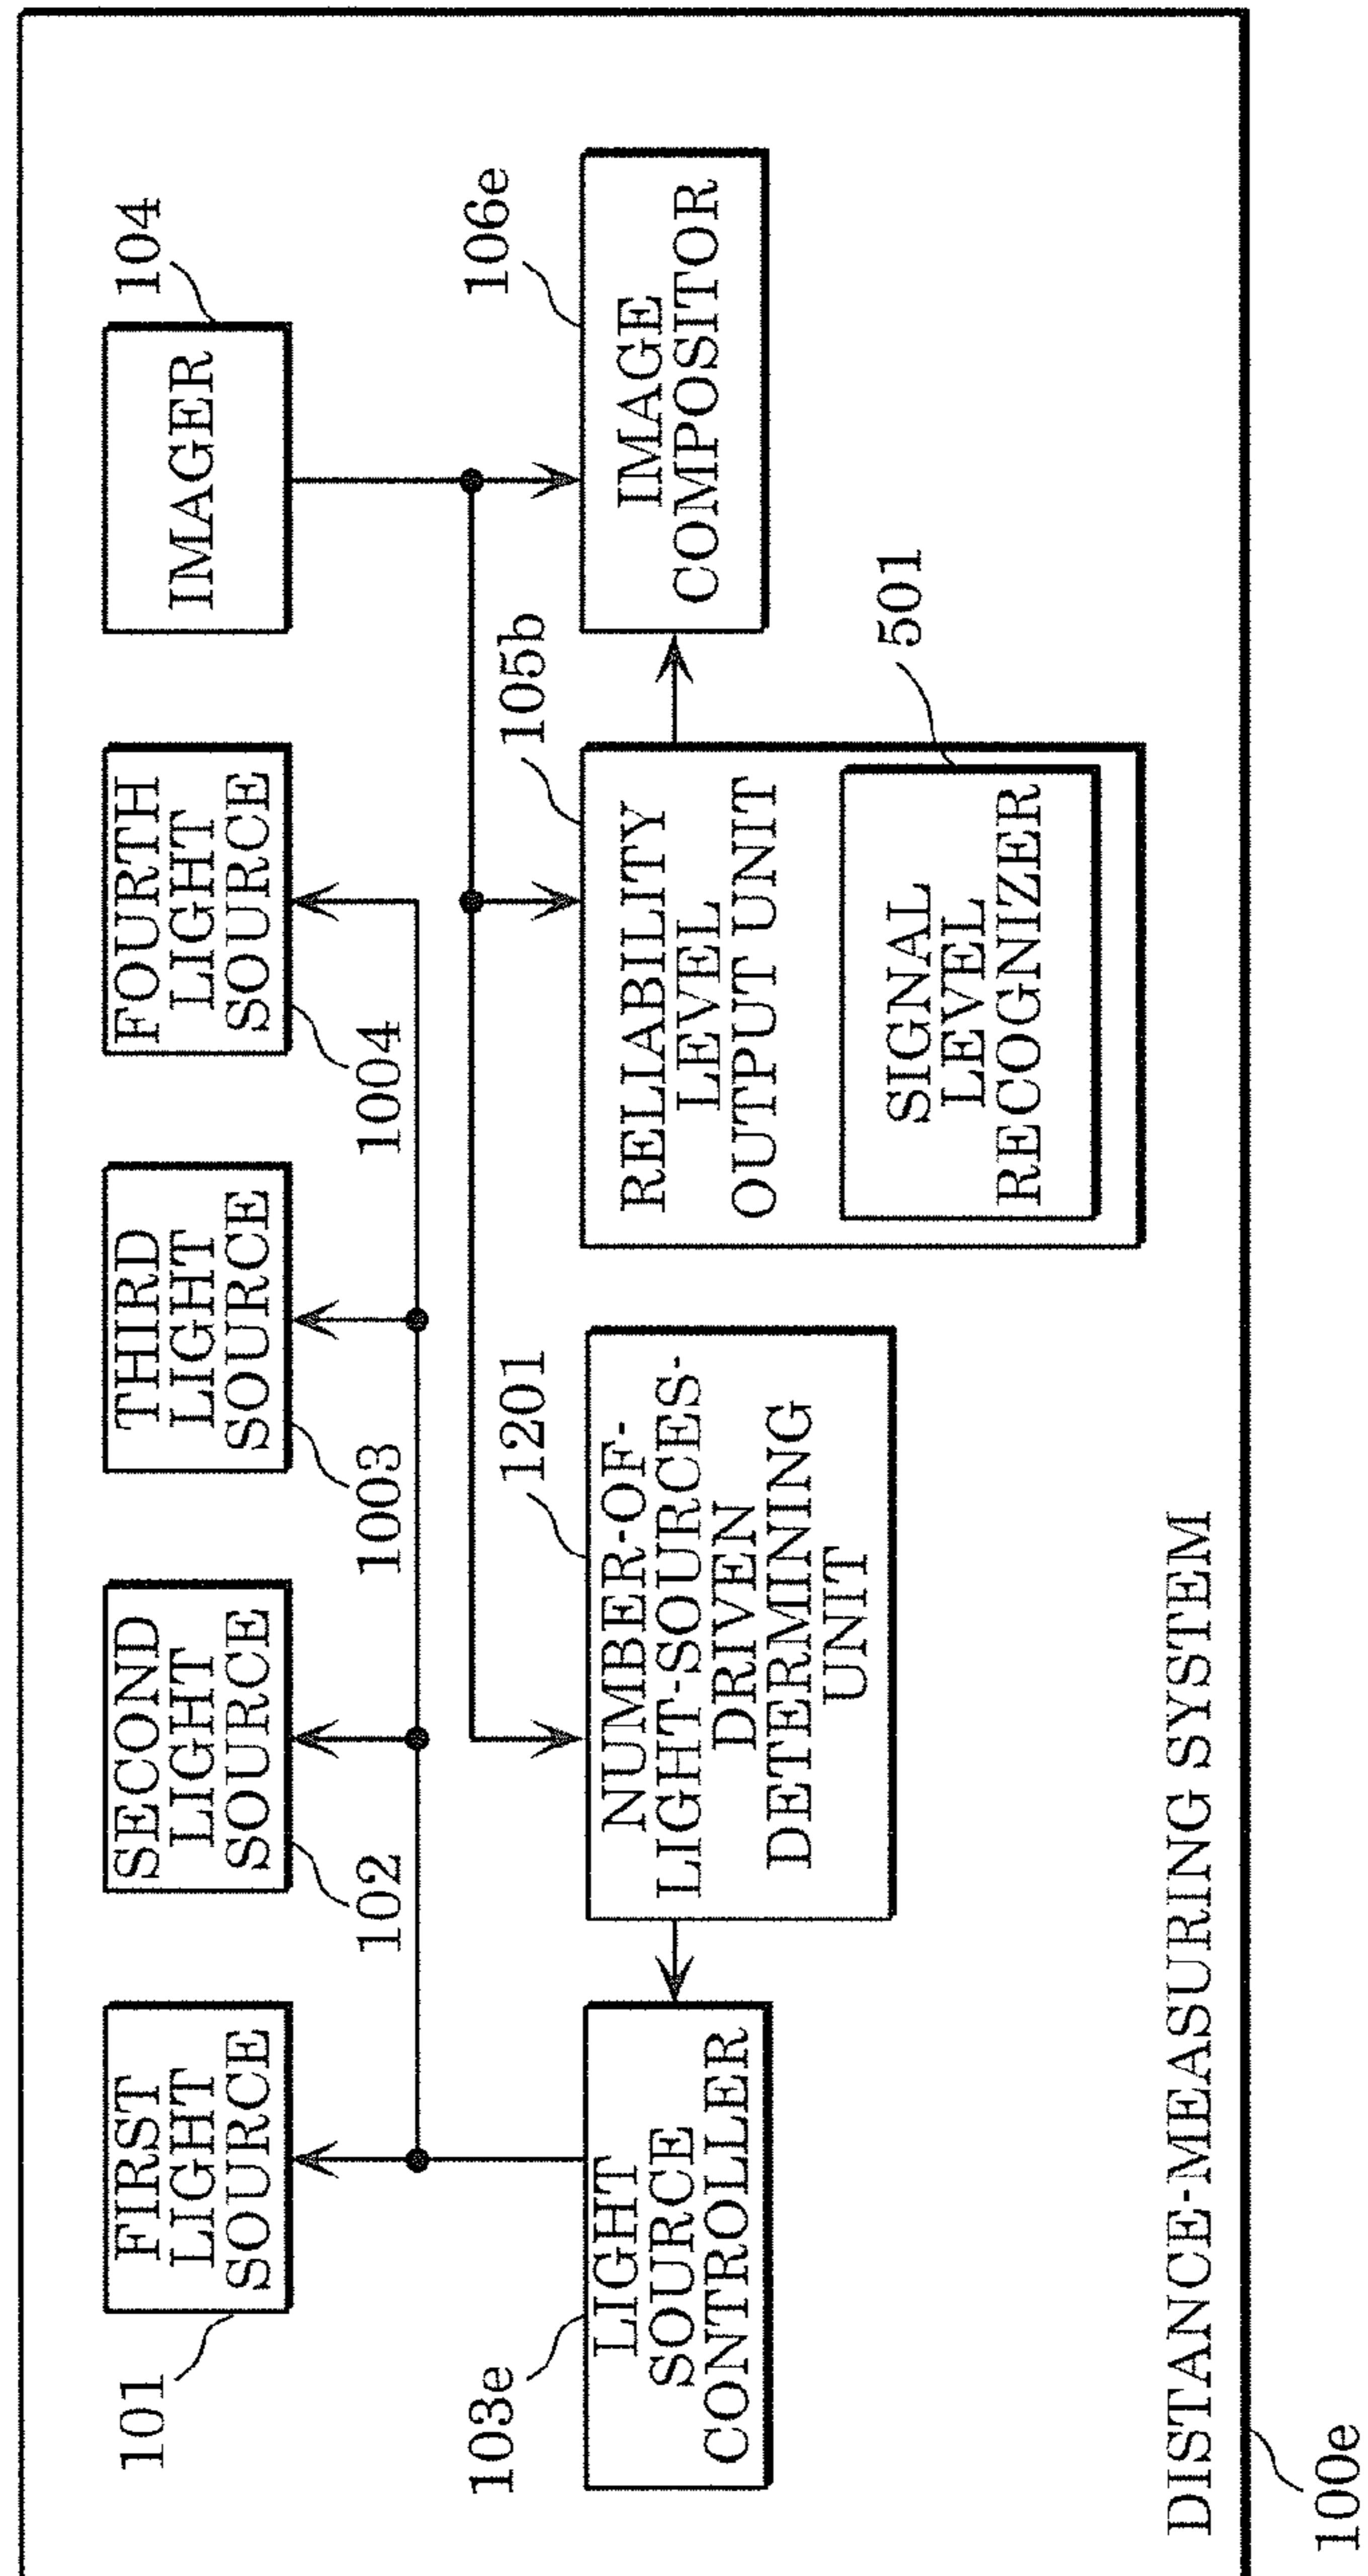 101
FIRST
LIGHT
SOURCE
102
SECOND
LIGHT
SOURCE
1003
THIRD
LIGHT
SOURCE
1004
FOURTH
LIGHT
SOURCE
104
IMAGER
103e
LIGHT
SOURCE
CONTROLLER
1201
NUMBER-OF-
LIGHT-SOURCES-
DRIVEN
DETERMINING
UNIT
105b
RELIABILITY
LEVEL
OUTPUT UNIT
501
SIGNAL
LEVEL
RECOGNIZER
106e
IMAGE
COMPOSITOR
DISTANCE-MEASURING SYSTEM
100e